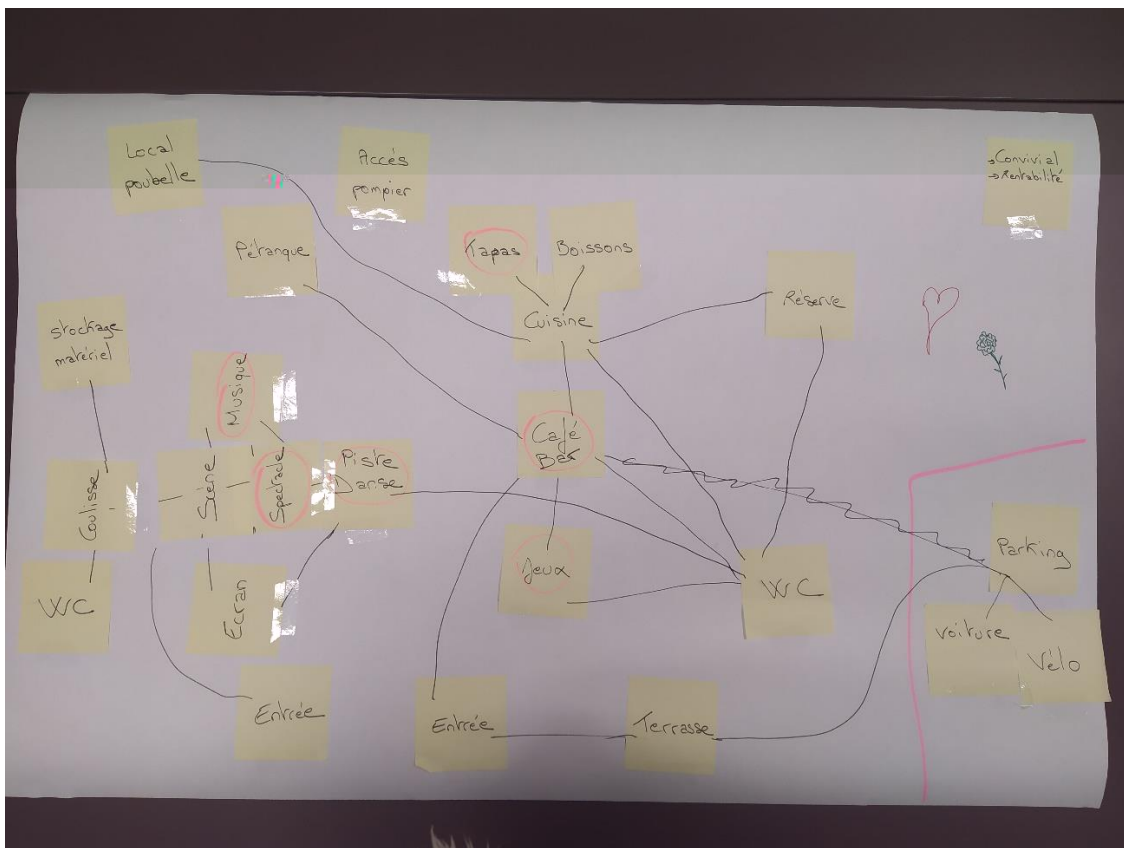 Local
poubelle
Accés
pompier
→Convivial
→Rentabilité
Pétanque
Tapas
Boissons
Cuisine
Réserve
stockage
matériel
Musique
Café
Bar
Coulisse
Scène
Spectacle
Piste
Danse
WC
Ecran
Jeux
WC
Parking
voiture
Vélo
Entrée
Entrée
Terrasse